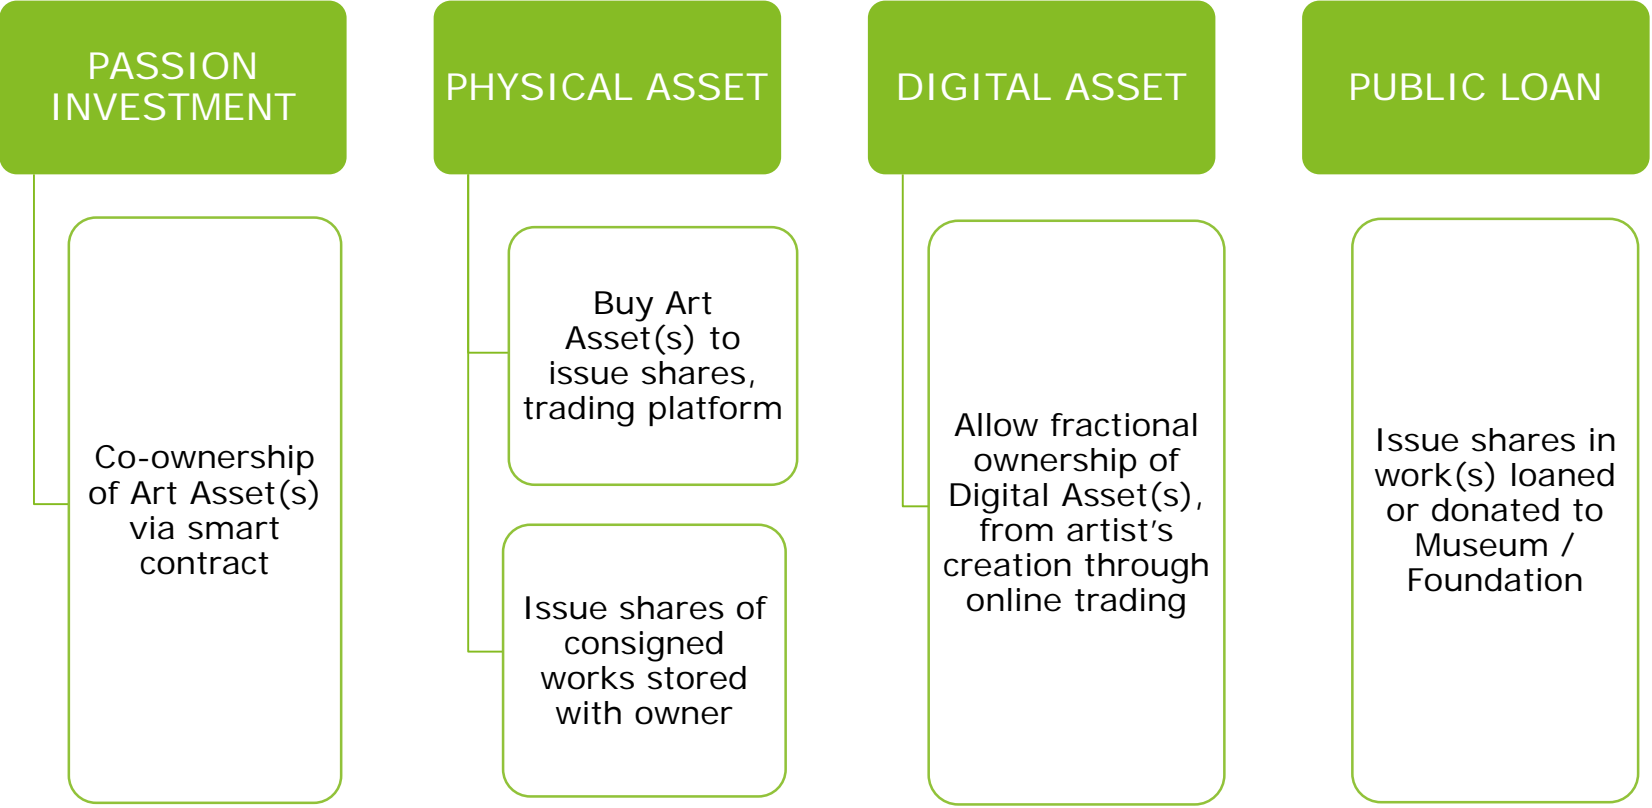 PASSION
INVESTMENT
Co-ownership
of Art Asset(s)
via smart
contract
PHYSICAL ASSET
Buy Art
Asset(s) to
issue shares,
trading platform
Issue shares of
consigned
works stored
with owner
DIGITAL ASSET
Allow fractional
ownership of
Digital Asset(s),
from artist’s
creation through
online trading
PUBLIC LOAN
Issue shares in
work(s) loaned
or donated to
Museum /
Foundation